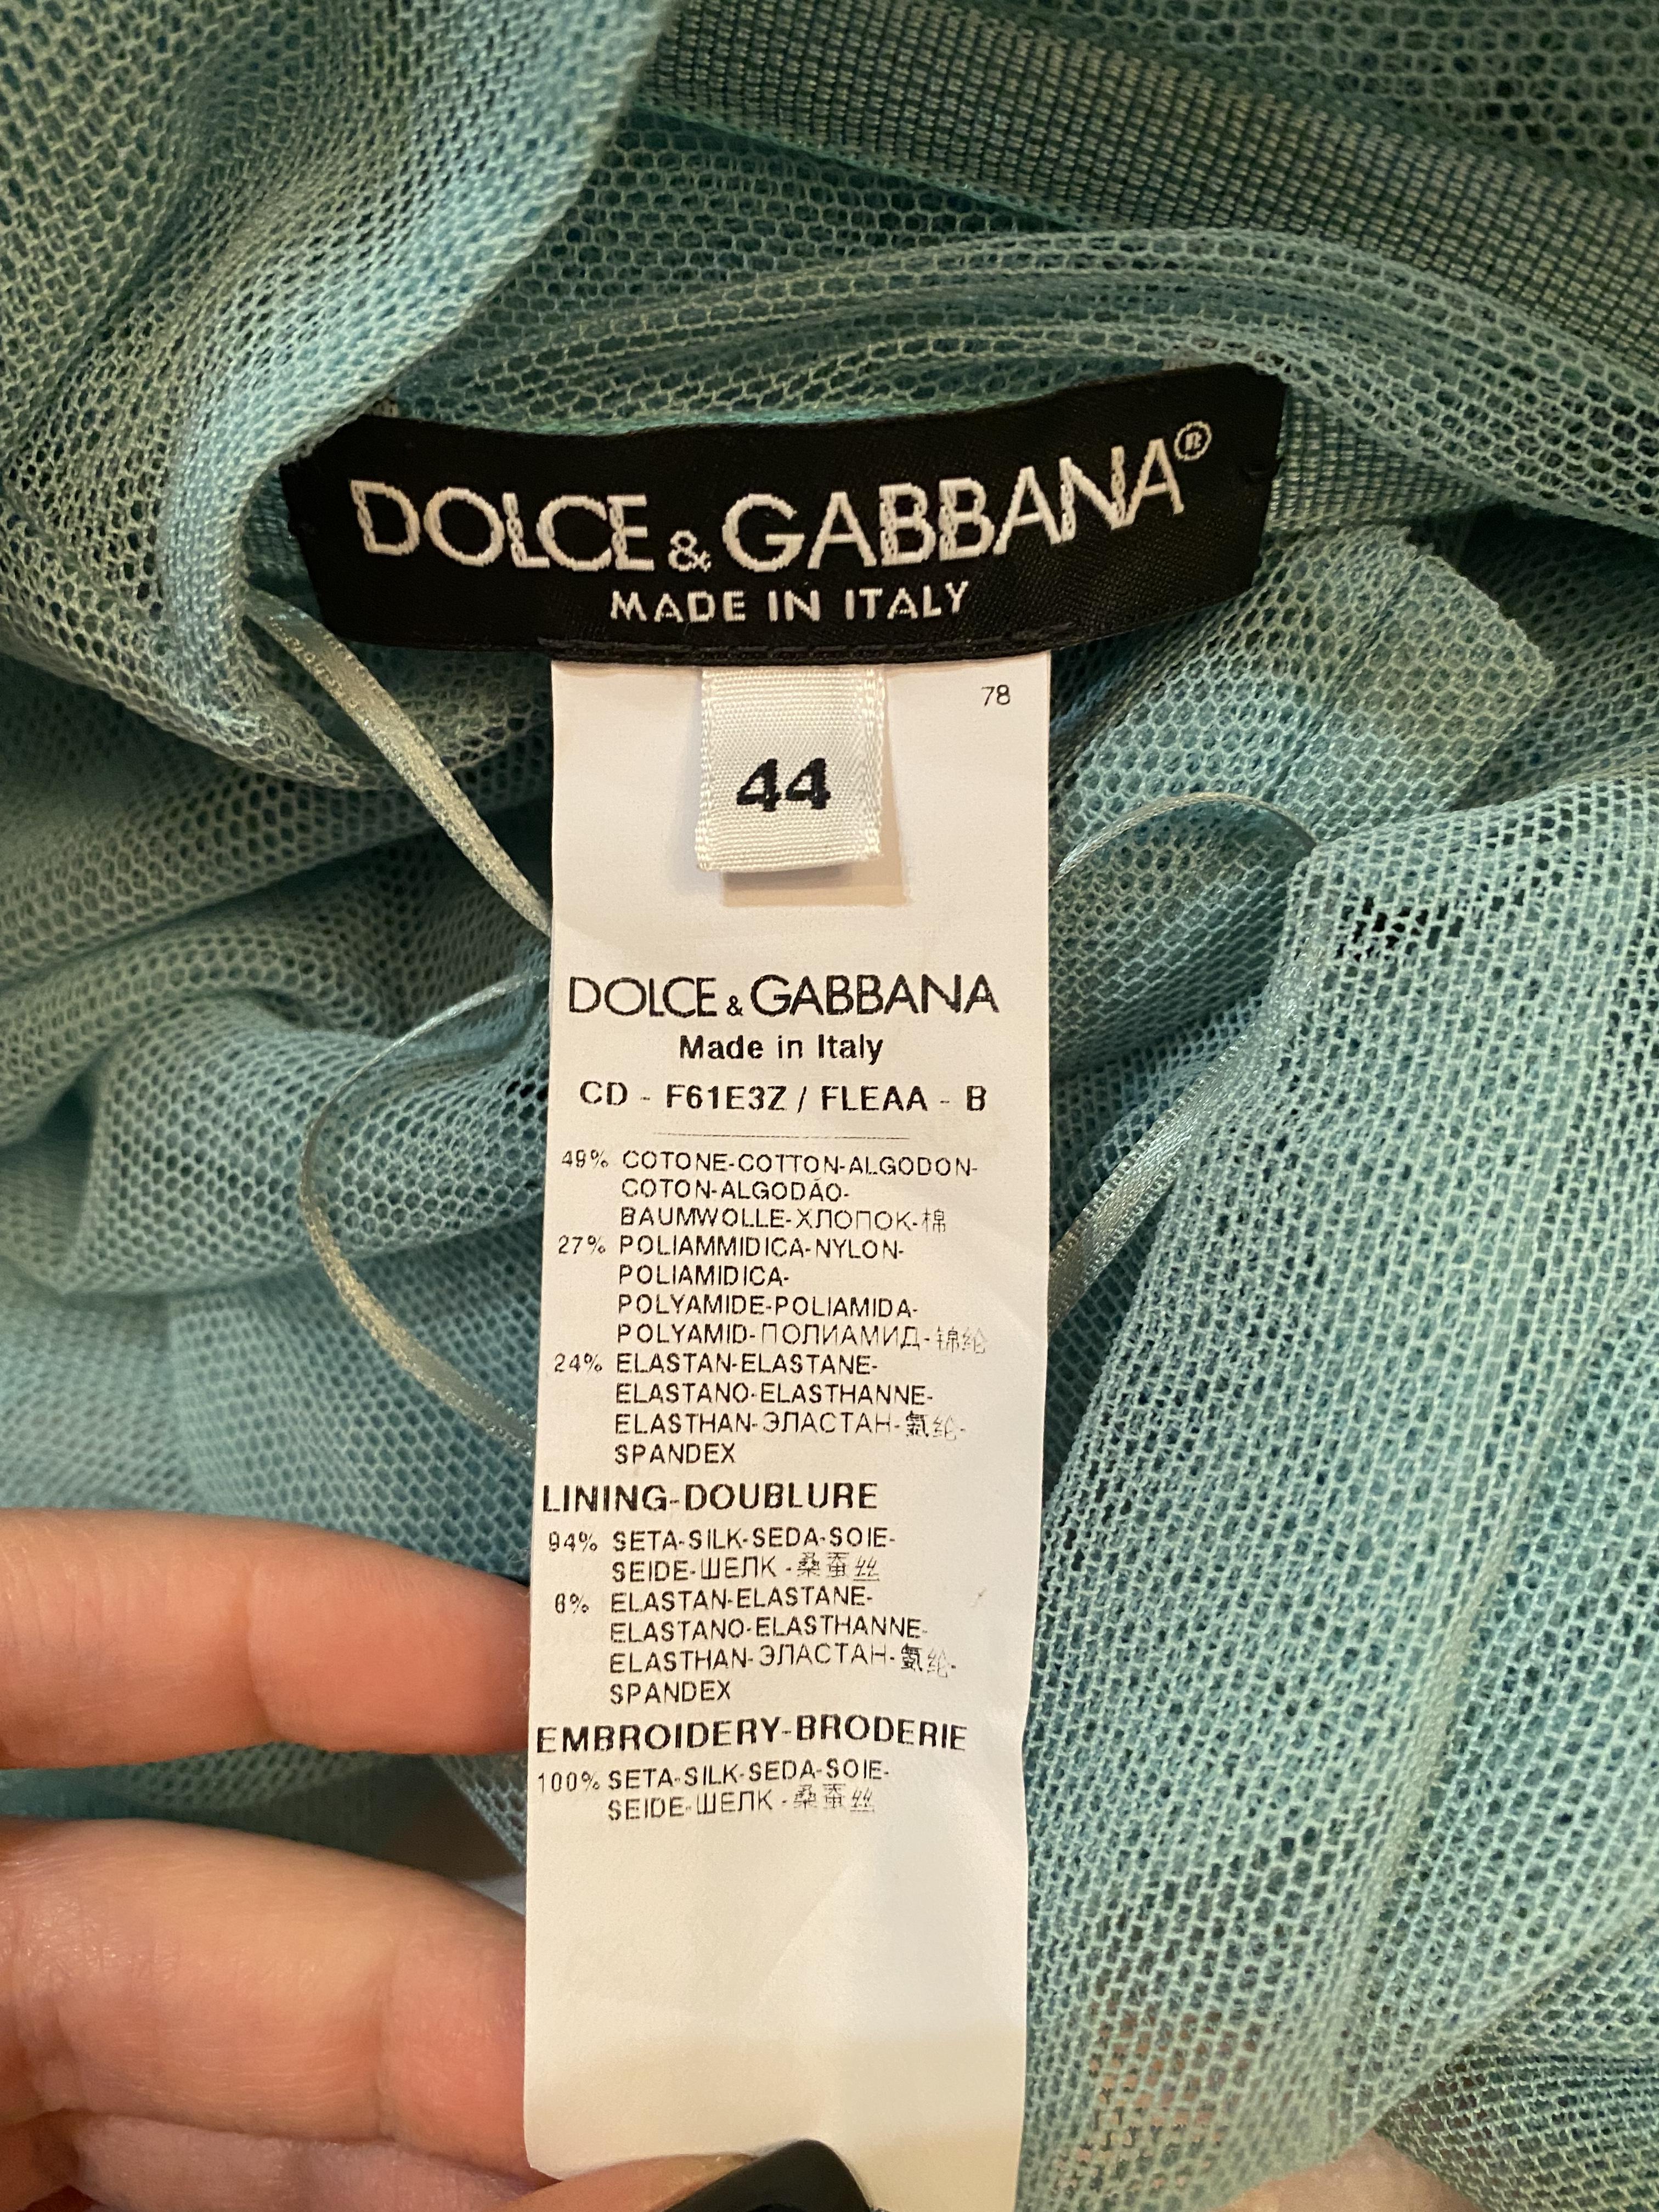 DOLCE & GABBANA®
MADE IN ITALY
78
44
DOLCE & GABBANA
Made in Italy
CD - F61E3Z / FLEAA - B
49% COTONE-COTTON-ALGODON-
COTON-ALGODÃO-
BAUMWOLLE-ХЛОПОК-棉
27% POLIAMMIDICA-NYLON-
POLIAMIDICA-
POLYAMIDE-POLIAMIDA-
POLYAMID-ПОЛИАМИД-锦纶
24% ELASTAN-ELASTANE-
ELASTANO-ELASTHANNE-
ELASTHAN-ЭЛАСТАН-氨纶-
SPANDEX
LINING-DOUBLURE
94% SETA-SILK-SEDA-SOIE-
SEIDE-ШЕЛК-桑蚕丝
6% ELASTAN-ELASTANE-
ELASTANO-ELASTHANNE-
ELASTHAN-ЭЛАСТАН-氨纶-
SPANDEX
EMBROIDERY-BRODERIE
100% SETA-SILK-SEDA-SOIE-
SEIDE-ШЕЛК-桑蚕丝